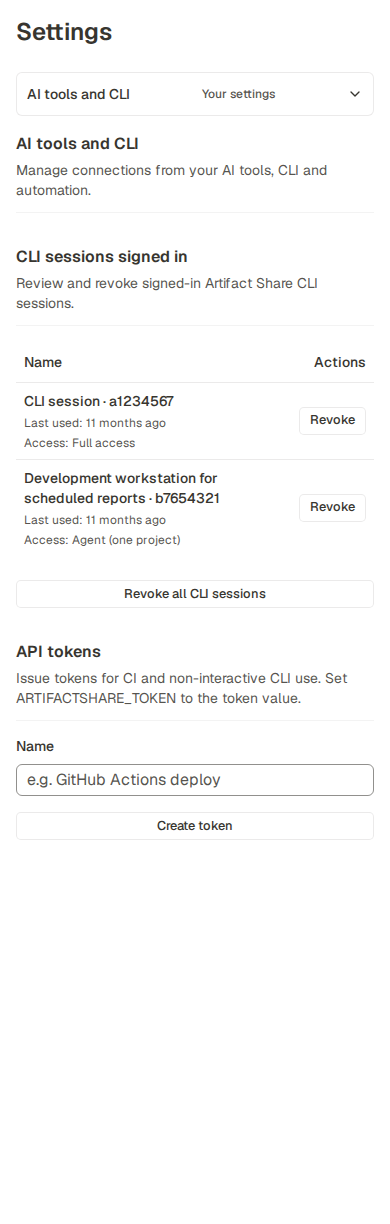 Settings
AI tools and CLI
Your settings
AI tools and CLI
Manage connections from your AI tools, CLI and
automation.
CLI sessions signed in
Review and revoke signed-in Artifact Share CLI
sessions.
Name
Actions
CLI session · a1234567
Last used: 11 months ago
Access: Full access
Revoke
Development workstation for
scheduled reports · b7654321
Last used: 11 months ago
Access: Agent (one project)
Revoke
Revoke all CLI sessions
API tokens
Issue tokens for CI and non-interactive CLI use. Set
ARTIFACTSHARE_TOKEN to the token value.
Name
e.g. GitHub Actions deploy
Create token